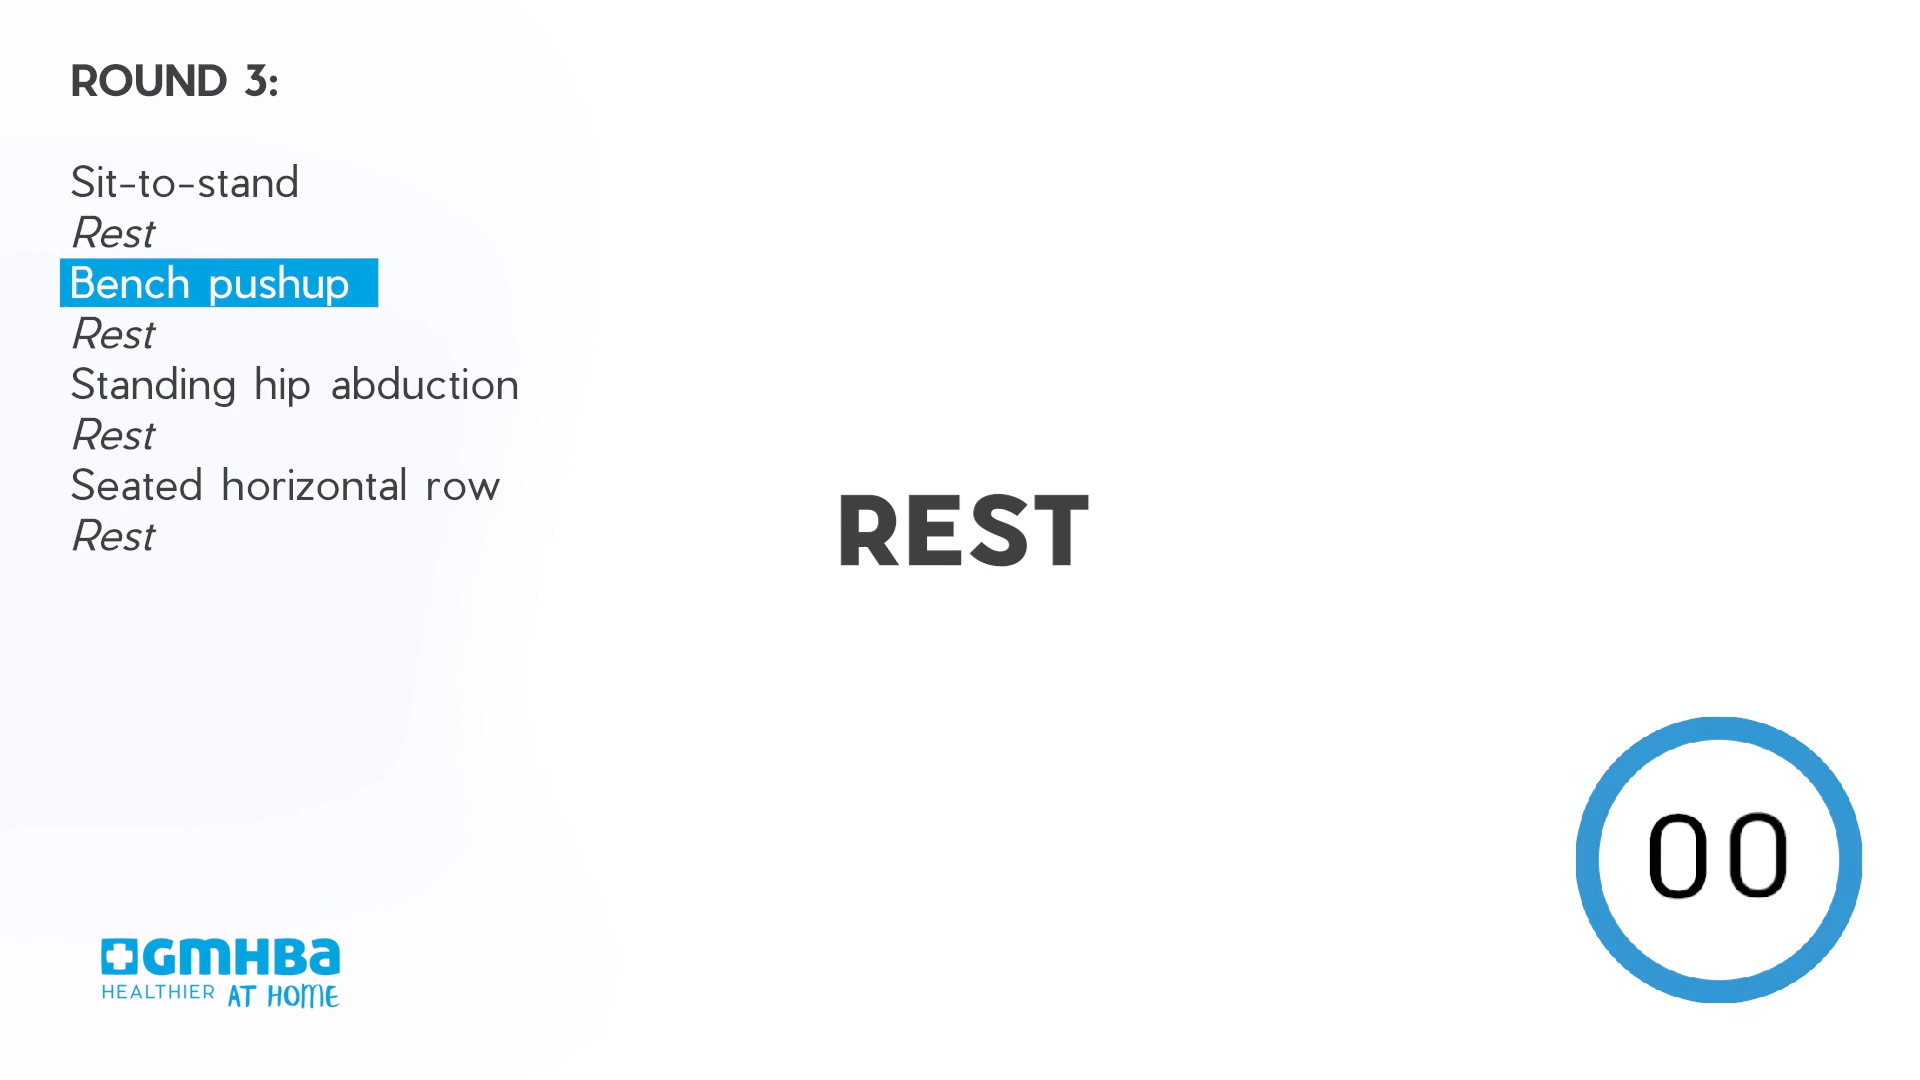 ROUND 3:
Sit-to-stand
Rest
Bench pushup
Rest
Standing hip abduction
Rest
Seated horizontal row
Rest
REST
00
GMHBa
HEALTHIER AT HOME